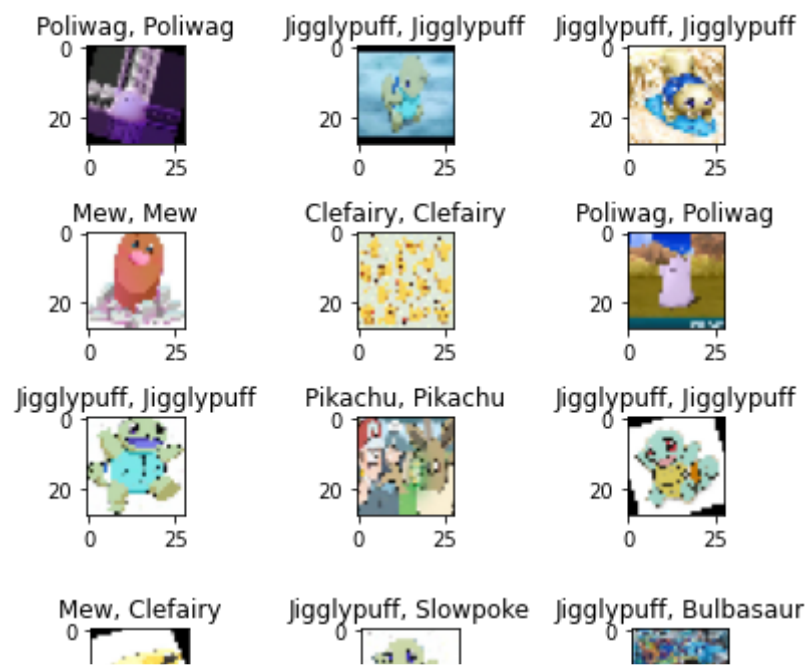 Poliwag, Poliwag Jigglypuff, Jigglypuff Jigglypuff, Jigglypuff
0 0 0
20 20 20
0 25 0 25 0 25
Mew, Mew Clefairy, Clefairy Poliwag, Poliwag
0 0 0
20 20 20
0 25 0 25 0 25
Jigglypuff, Jigglypuff Pikachu, Pikachu Jigglypuff, Jigglypuff
0 0 0
20 20 20
0 25 0 25 0 25
Mew, Clefairy Jigglypuff, Slowpoke Jigglypuff, Bulbasaur
0 0 0